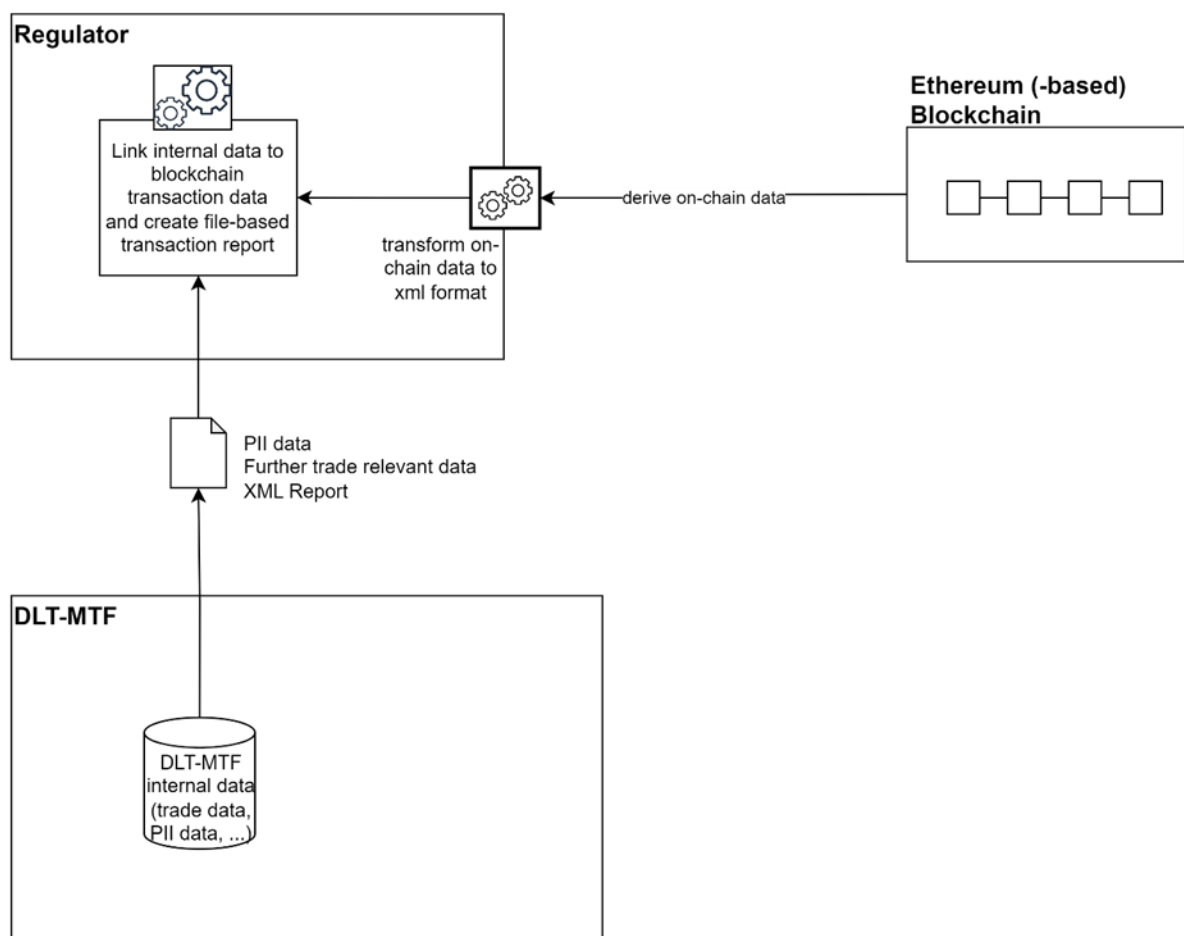 Regulator
Link internal data to
blockchain
transaction data
and create file-based
transaction report
transform on-
chain data to
xml format
derive on-chain data
Ethereum (-based)
Blockchain
PII data
Further trade relevant data
XML Report
DLT-MTF
DLT-MTF
internal data
(trade data,
PII data, ...)